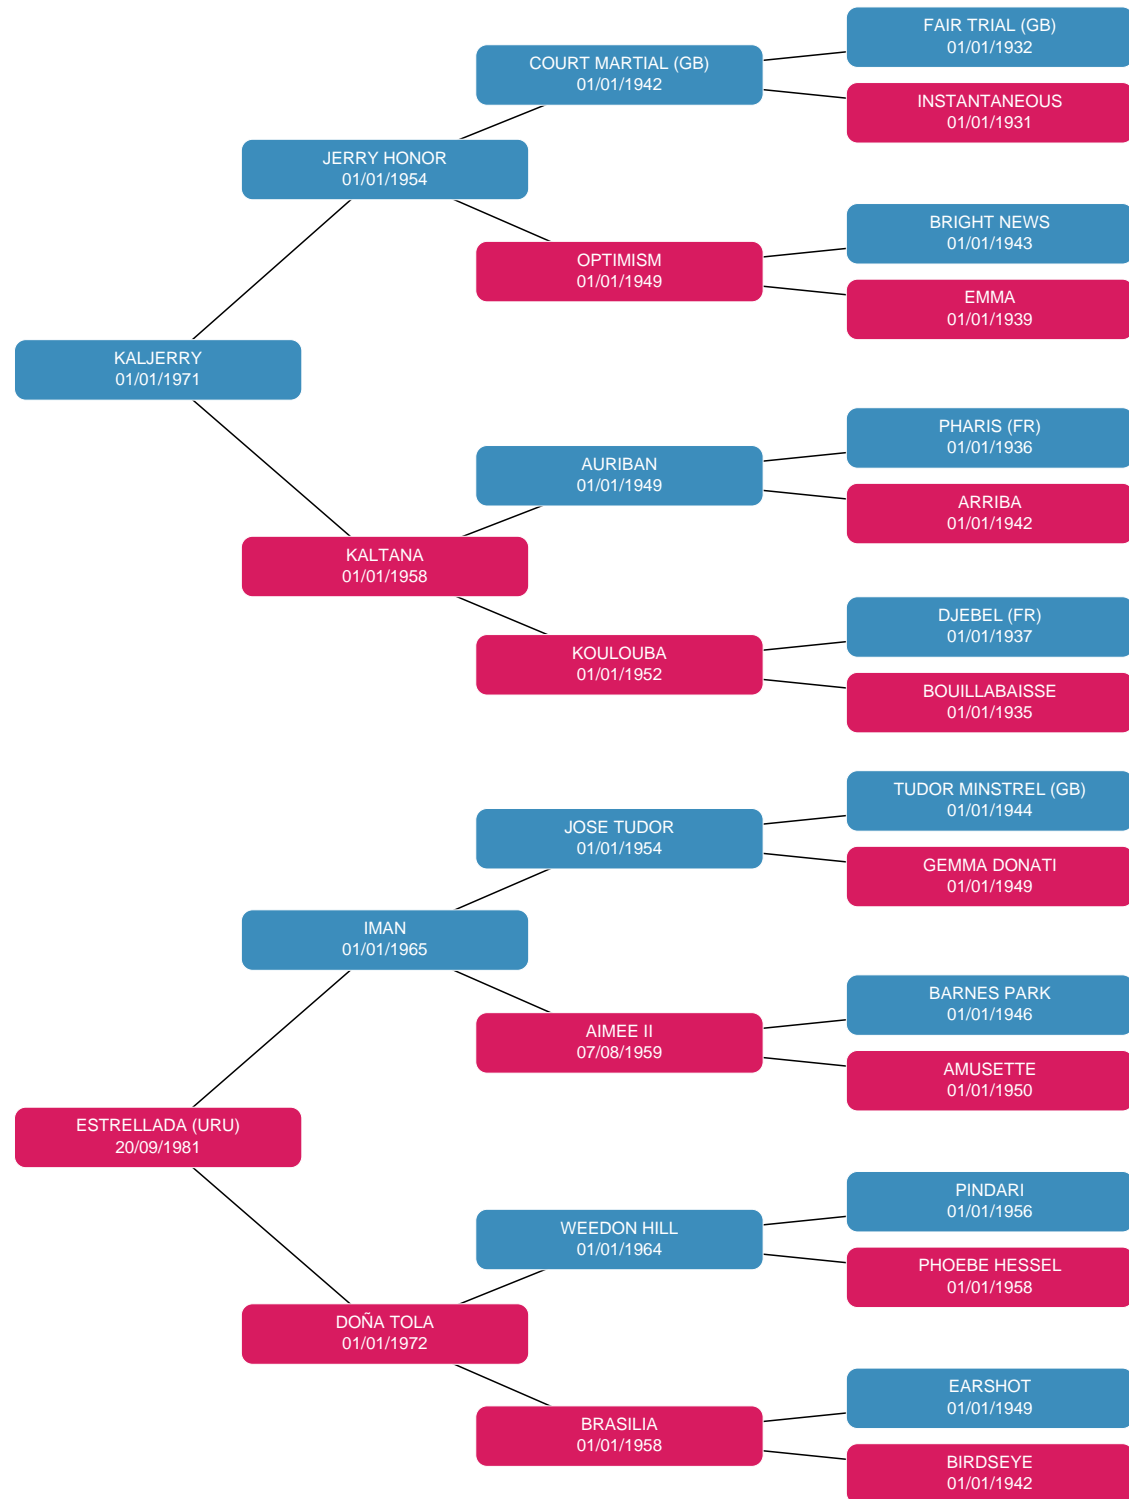 FAIR TRIAL (GB)
01/01/1932
COURT MARTIAL (GB)
01/01/1942
INSTANTANEOUS
01/01/1931
JERRY HONOR
01/01/1954
BRIGHT NEWS
01/01/1943
OPTIMISM
01/01/1949
EMMA
01/01/1939
KALJERRY
01/01/1971
PHARIS (FR)
01/01/1936
AURIBAN
01/01/1949
ARRIBA
01/01/1942
KALTANA
01/01/1958
DJEBEL (FR)
01/01/1937
KOULOUBA
01/01/1952
BOUILLABAISSE
01/01/1935
TUDOR MINSTREL (GB)
01/01/1944
JOSE TUDOR
01/01/1954
GEMMA DONATI
01/01/1949
IMAN
01/01/1965
BARNES PARK
01/01/1946
AIMEE II
07/08/1959
AMUSETTE
01/01/1950
ESTRELLADA (URU)
20/09/1981
PINDARI
01/01/1956
WEEDON HILL
01/01/1964
PHOEBE HESSEL
01/01/1958
DOÑA TOLA
01/01/1972
EARSHOT
01/01/1949
BRASILIA
01/01/1958
BIRDSEYE
01/01/1942